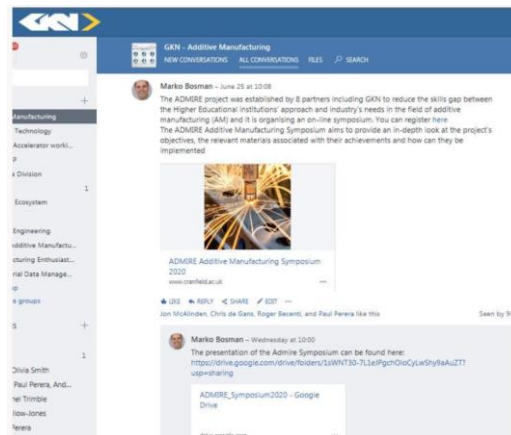 GKN
GKN - Additive Manufacturing
NEW CONVERSATIONS ALL CONVERSATIONS FILES SEARCH
Manufacturing
Technology
Accelerator worki...
Division
1
Ecosystem
Engineering
Additive Manufactu...
cturing Enthusiast...
rial Data Manage...
groups
1
Olivia Smith
Paul Perera, And...
nel Trimble
llow-Jones
Perera
Marko Bosman – June 25 at 10:08
The ADMIRE project was established by 8 partners including GKN to reduce the skills gap between
the Higher Educational Institutes' approach and industry's needs in the field of additive
manufacturing (AM) and it is organising an on-line symposium. You can register here
The ADMIRE Additive Manufacturing Symposium aims to provide an in-depth look at the project's
objectives, the relevant materials associated with their achievements and how can they be
implemented
ADMIRE Additive Manufacturing Symposium
2020
www.cranfield.ac.uk
LIKE REPLY SHARE EDIT
Jon McAlinden, Chris de Gans, Roger Becenti, and Paul Perera like this
Seen by 9
Marko Bosman – Wednesday at 10:00
The presentation of the Admire Symposium can be found here:
usp=sharing
ADMIRE_Symposium2020 - Google
Drive